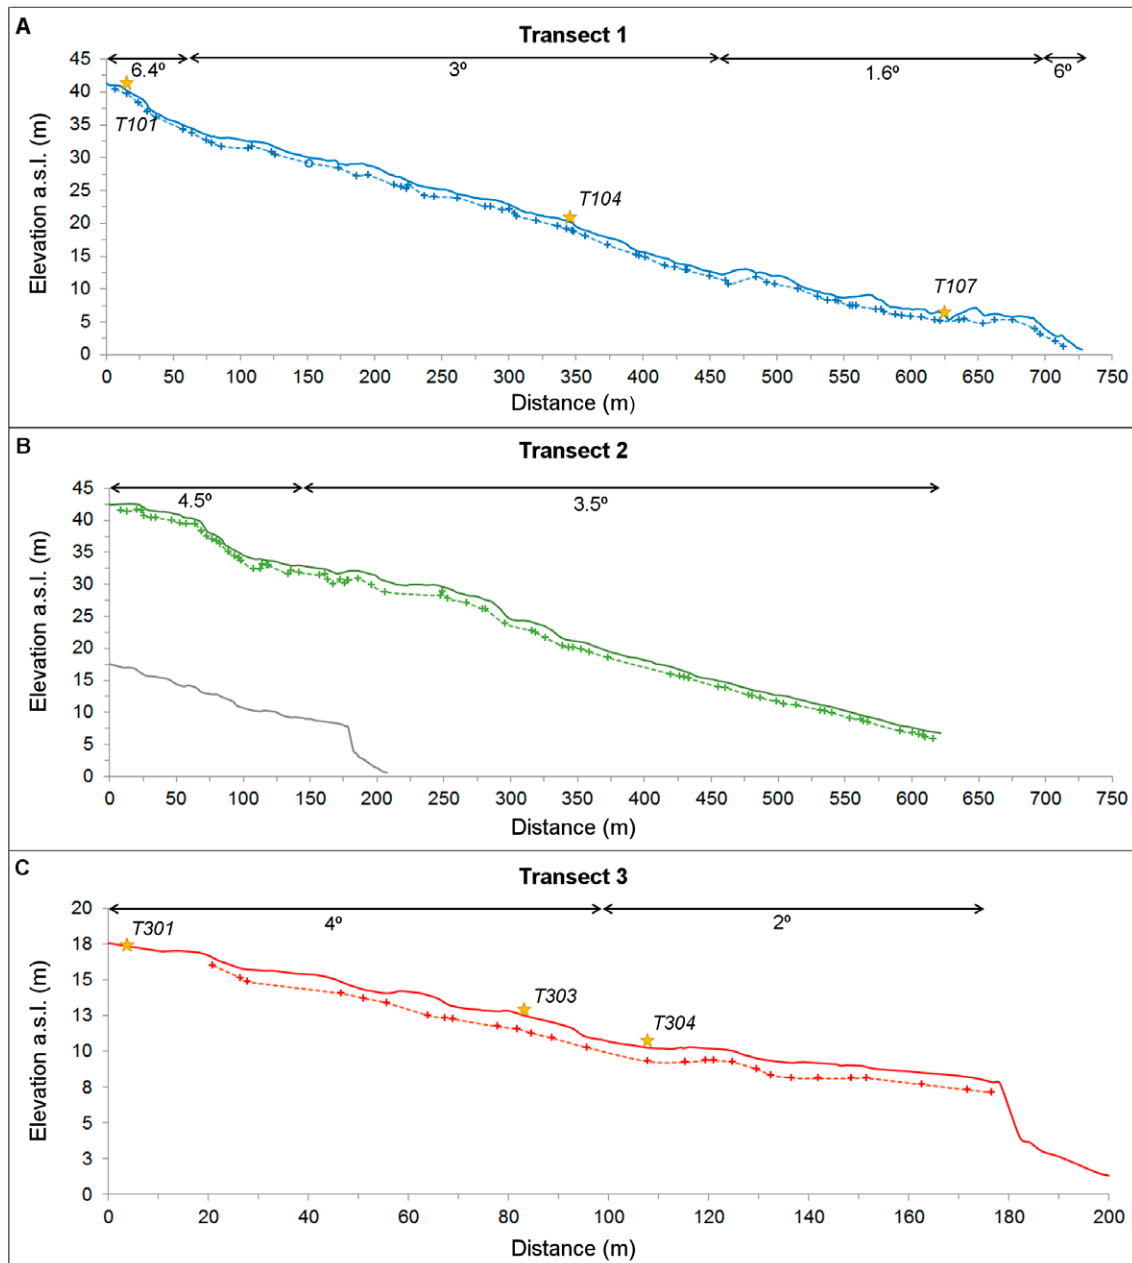 A
Transect 1
45
6.4º
3º
1.6º
6º
40
T101
35
30
25
T104
20
15
10
T107
5
0
Elevation a.s.l. (m)
0 50 100 150 200 250 300 350 400 450 500 550 600 650 700 750
Distance (m)
B
Transect 2
45
4.5º
3.5º
40
35
30
25
20
15
10
5
0
Elevation a.s.l. (m)
0 50 100 150 200 250 300 350 400 450 500 550 600 650 700 750
Distance (m)
C
Transect 3
20
4º
2º
T301
18
15
T303
13
T304
10
8
5
3
0
Elevation a.s.l. (m)
0 20 40 60 80 100 120 140 160 180 200
Distance (m)